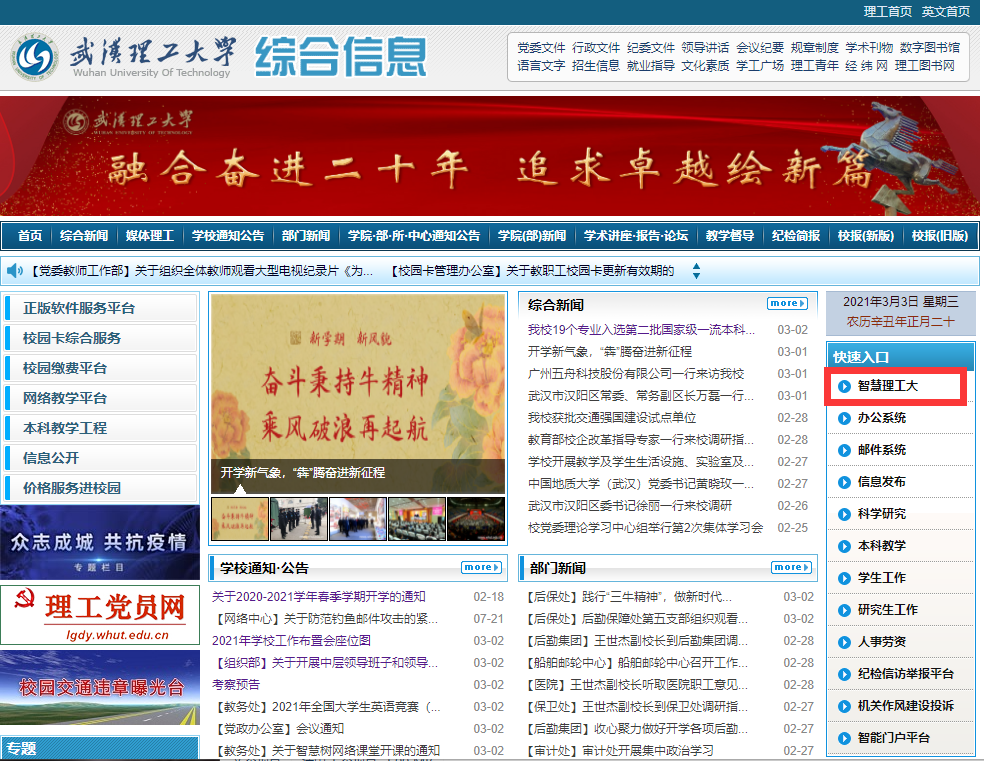 理工首页 英文首页
武漢理工大學 综合信息
Wuhan University Of Technology
党委文件 行政文件 纪委文件 领导讲话 会议纪要 规章制度 学术刊物 数字图书馆
语言文字 招生信息 就业指导 文化素质 学工广场 理工青年 经 纬 网 理工图书网
武漢理工大學
WUHAN UNIVERSITY OF TECHNOLOGY
融合奋进二十年 追求卓越绘新篇
首页 综合新闻 媒体理工 学校通知公告 部门新闻 学院·部·所·中心通知公告 学院(部)新闻 学术讲座·报告·论坛 教学督导 纪检简报 校报(新版) 校报(旧版)
【党委教师工作部】关于组织全体教师观看大型电视纪录片《为... 【校园卡管理办公室】关于教职工校园卡更新有效期的
正版软件服务平台
校园卡综合服务
校园缴费平台
网络教学平台
本科教学工程
信息公开
价格服务进校园
众志成城 共抗疫情
专题栏目
理工党员网
lgdy.whut.edu.cn
校园交通违章曝光台
专题
新学期 新风貌
奋斗秉持牛精神
乘风破浪再起航
开学新气象，“犇”腾奋进新征程
综合新闻 more
我校19个专业入选第二批国家级一流本科... 03-02
开学新气象，“犇”腾奋进新征程 03-01
广州五舟科技股份有限公司一行来访我校 03-01
武汉市汉阳区常委、常务副区长万磊一行... 03-01
我校获批交通强国建设试点单位 02-28
教育部校企改革指导专家一行来校调研指... 02-28
学校开展教学及学生生活设施、实验室及... 02-27
中国地质大学（武汉）党委书记黄晓玫一... 02-27
武汉市武昌区委书记徐丽一行来校调研 02-26
校党委理论学习中心组举行第2次集体学习会 02-25
学校通知·公告 more
关于2020-2021学年春季学期开学的通知 02-18
【网络中心】关于防范钓鱼邮件攻击的紧... 07-21
2021年学校工作布置会座位图 03-02
【组织部】关于开展中层领导班子和领导... 03-02
考察预告 03-02
【教务处】2021年全国大学生英语竞赛（... 03-02
【党政办公室】会议通知 03-02
【教务处】关于智慧树网络课堂开课的通知 03-02
部门新闻 more
【后保处】践行“三牛精神”，做新时代... 03-02
【后保处】后勤保障处第五支部组织观看... 03-02
【后勤集团】王世杰副校长到后勤集团调... 02-28
【船舶邮轮中心】船舶邮轮中心召开工作... 02-28
【医院】王世杰副校长听取医院职工意见... 02-28
【保卫处】王世杰副校长到保卫处调研指... 02-27
【后勤集团】收心聚力做好开学各项后勤... 02-27
【审计处】审计处开展集中政治学习 02-27
2021年3月3日 星期三
农历辛丑年正月二十
快速入口
智慧理工大
办公系统
邮件系统
信息发布
科学研究
本科教学
学生工作
研究生工作
人事劳资
纪检信访举报平台
机关作风建设投诉
智能门户平台